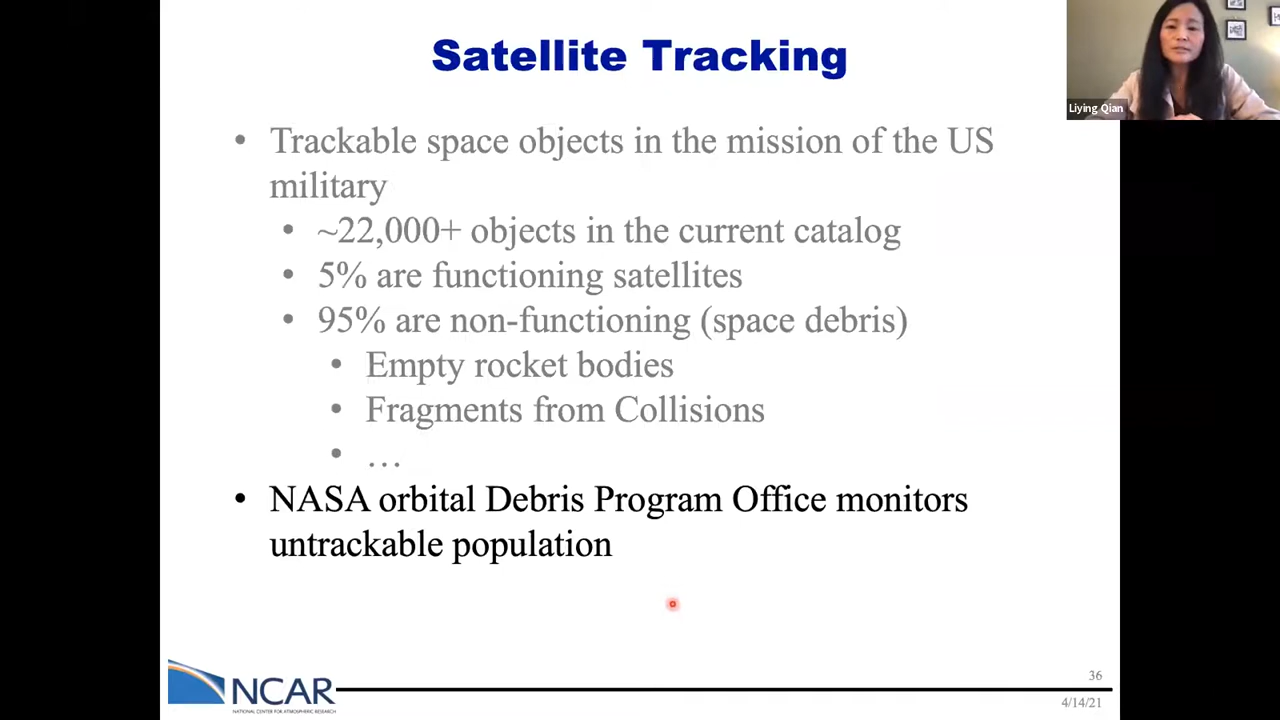 Satellite Tracking
Liying Qian
• Trackable space objects in the mission of the US
military
• ~22,000+ objects in the current catalog
• 5% are functioning satellites
• 95% are non-functioning (space debris)
• Empty rocket bodies
• Fragments from Collisions
• …
• NASA orbital Debris Program Office monitors
untrackable population
36
NCAR
NATIONAL CENTER FOR ATMOSPHERIC RESEARCH
4/14/21